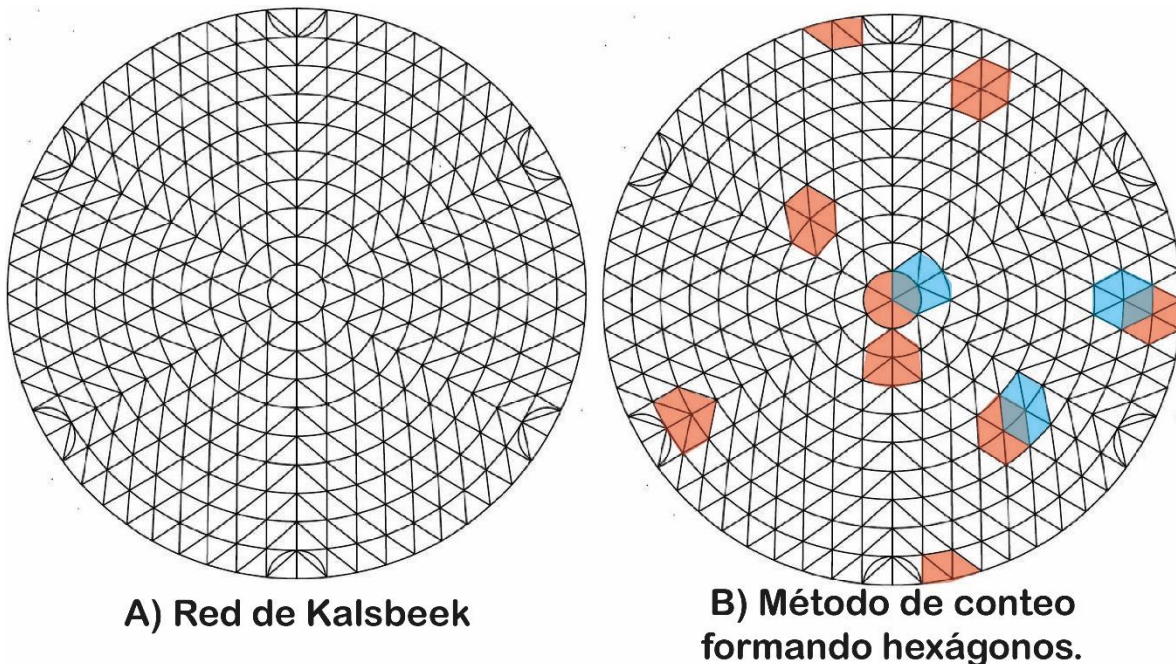 A) Red de Kalsbeek
B) Método de conteo
formando hexágonos.